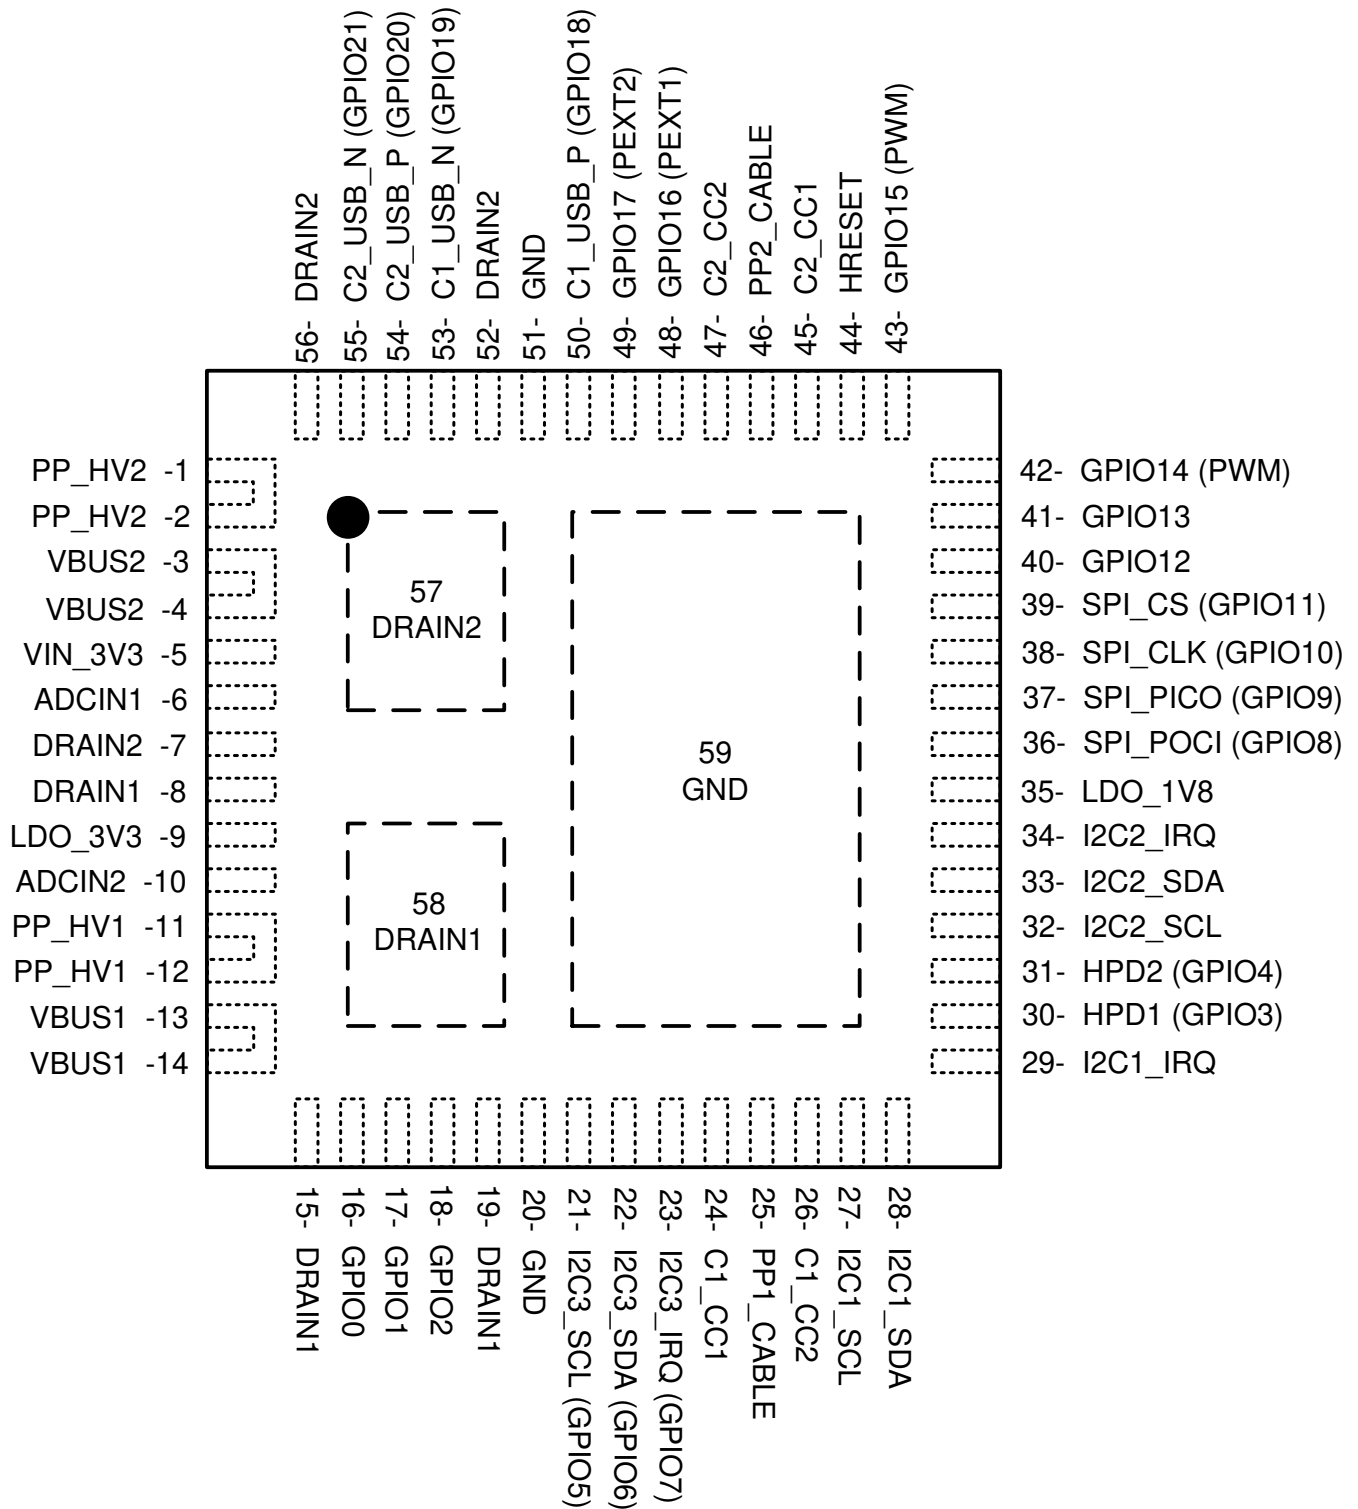 56- DRAIN2
55- C2_USB_N (GPIO21)
54- C2_USB_P (GPIO20)
53- C1_USB_N (GPIO19)
52- DRAIN2
51- GND
50- C1_USB_P (GPIO18)
49- GPIO17 (PEXT2)
48- GPIO16 (PEXT1)
47- C2_CC2
46- PP2_CABLE
45- C2_CC1
44- HRESET
43- GPIO15 (PWM)
PP_HV2 -1
PP_HV2 -2
VBUS2 -3
VBUS2 -4
VIN_3V3 -5
ADCIN1 -6
DRAIN2 -7
DRAIN1 -8
LDO_3V3 -9
ADCIN2 -10
PP_HV1 -11
PP_HV1 -12
VBUS1 -13
VBUS1 -14
57
DRAIN2
58
DRAIN1
59
GND
42- GPIO14 (PWM)
41- GPIO13
40- GPIO12
39- SPI_CS (GPIO11)
38- SPI_CLK (GPIO10)
37- SPI_PICO (GPIO9)
36- SPI_POCI (GPIO8)
35- LDO_1V8
34- I2C2_IRQ
33- I2C2_SDA
32- I2C2_SCL
31- HPD2 (GPIO4)
30- HPD1 (GPIO3)
29- I2C1_IRQ
15- DRAIN1
16- GPIO0
17- GPIO1
18- GPIO2
19- DRAIN1
20- GND
21- I2C3_SCL (GPIO5)
22- I2C3_SDA (GPIO6)
23- I2C3_IRQ (GPIO7)
24- C1_CC1
25- PP1_CABLE
26- C1_CC2
27- I2C1_SCL
28- I2C1_SDA